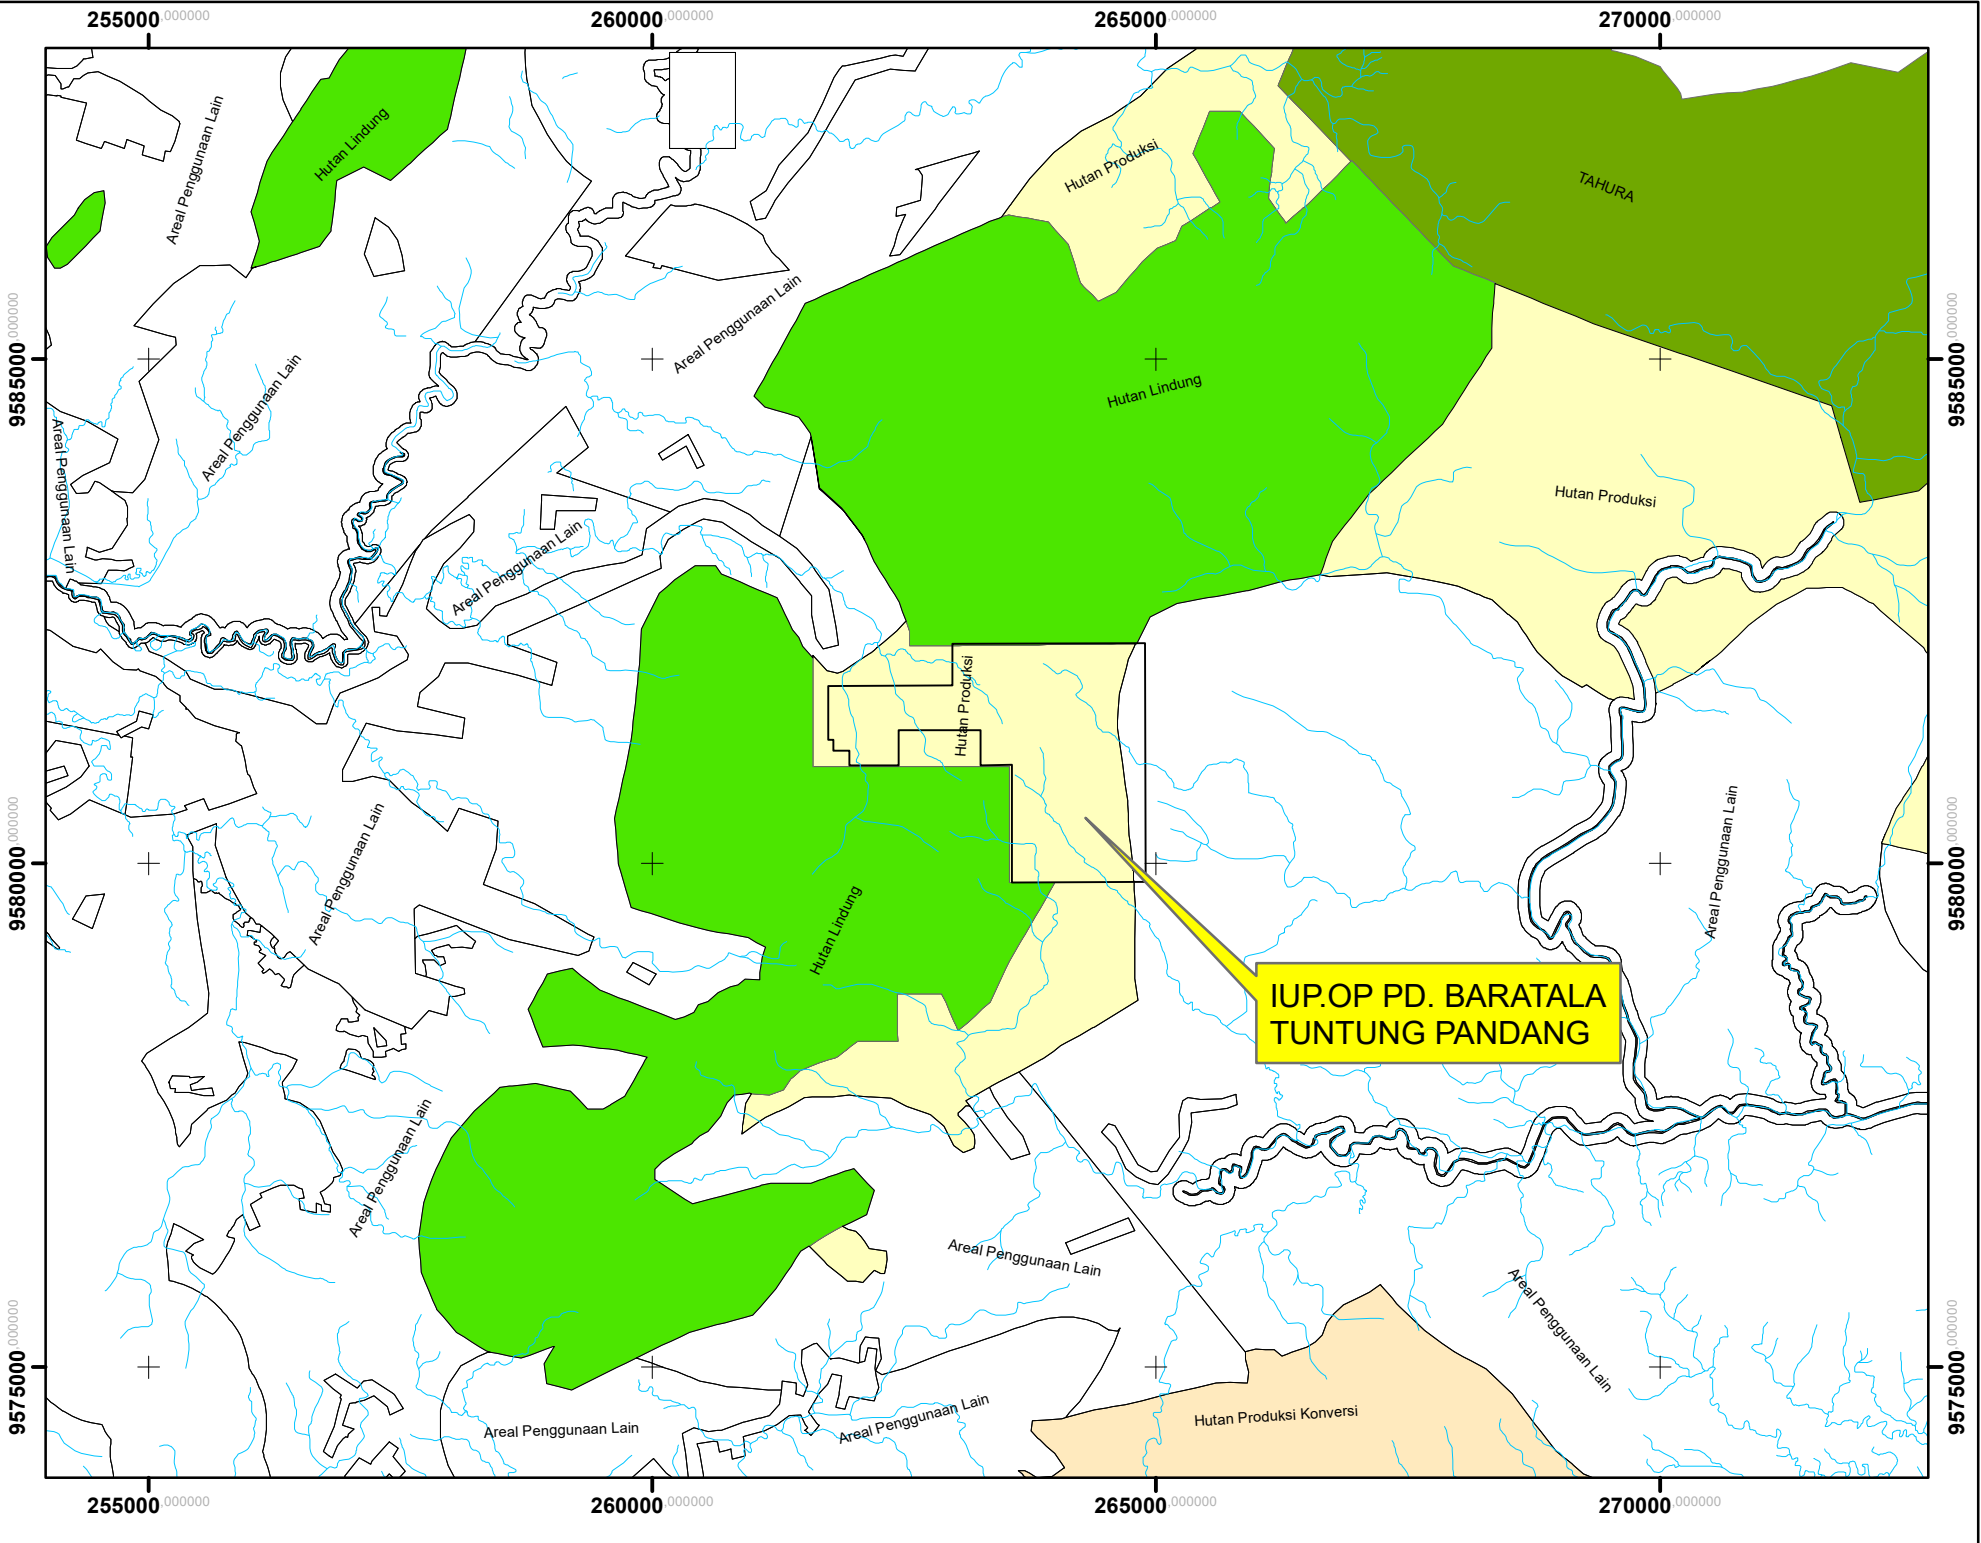 255000.000000 260000.000000 265000.000000 270000.000000
Areal Penggunaan Lain
Hutan Lindung
Hutan Produksi
TAHURA
9585000.000000
9585000.000000
Areal Penggunaan Lain
Areal Penggunaan Lain
Areal Penggunaan Lain
Hutan Lindung
Hutan Produksi
Areal Penggunaan Lain
Hutan Produksi
9580000.000000
9580000.000000
Areal Penggunaan Lain
Hutan Lindung
Areal Penggunaan Lain
IUP.OP PD. BARATALA
TUNTUNG PANDANG
Areal Penggunaan Lain
Areal Penggunaan Lain
Areal Penggunaan Lain
9575000.000000
9575000.000000
Areal Penggunaan Lain
Areal Penggunaan Lain
Hutan Produksi Konversi
255000.000000 260000.000000 265000.000000 270000.000000